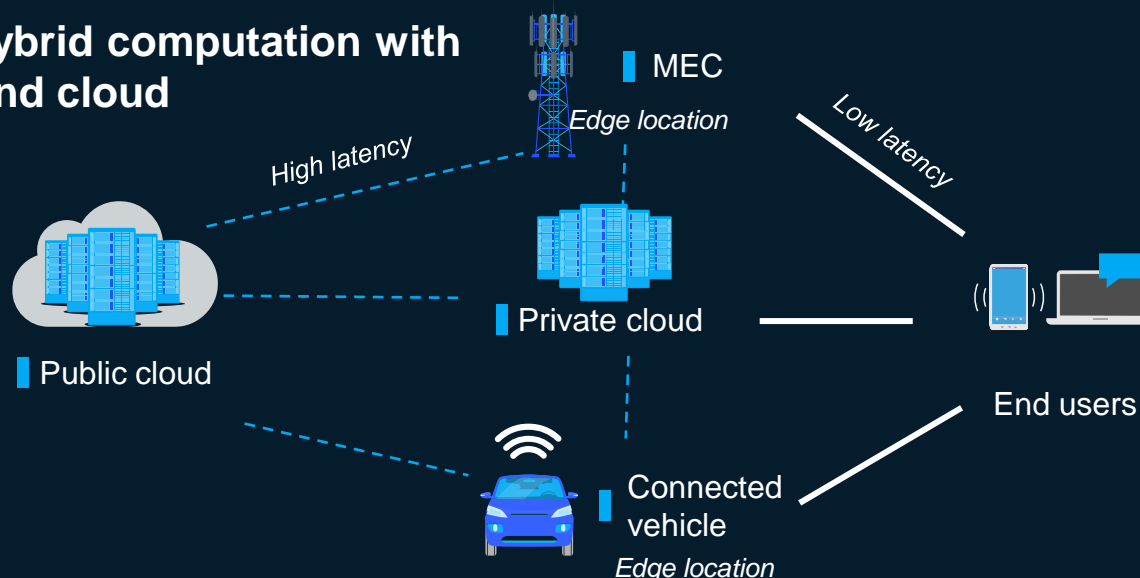 ybrid computation with
nd cloud
MEC
Edge location
Low latency
High latency
Private cloud
Public cloud
End users
Connected
vehicle
Edge location